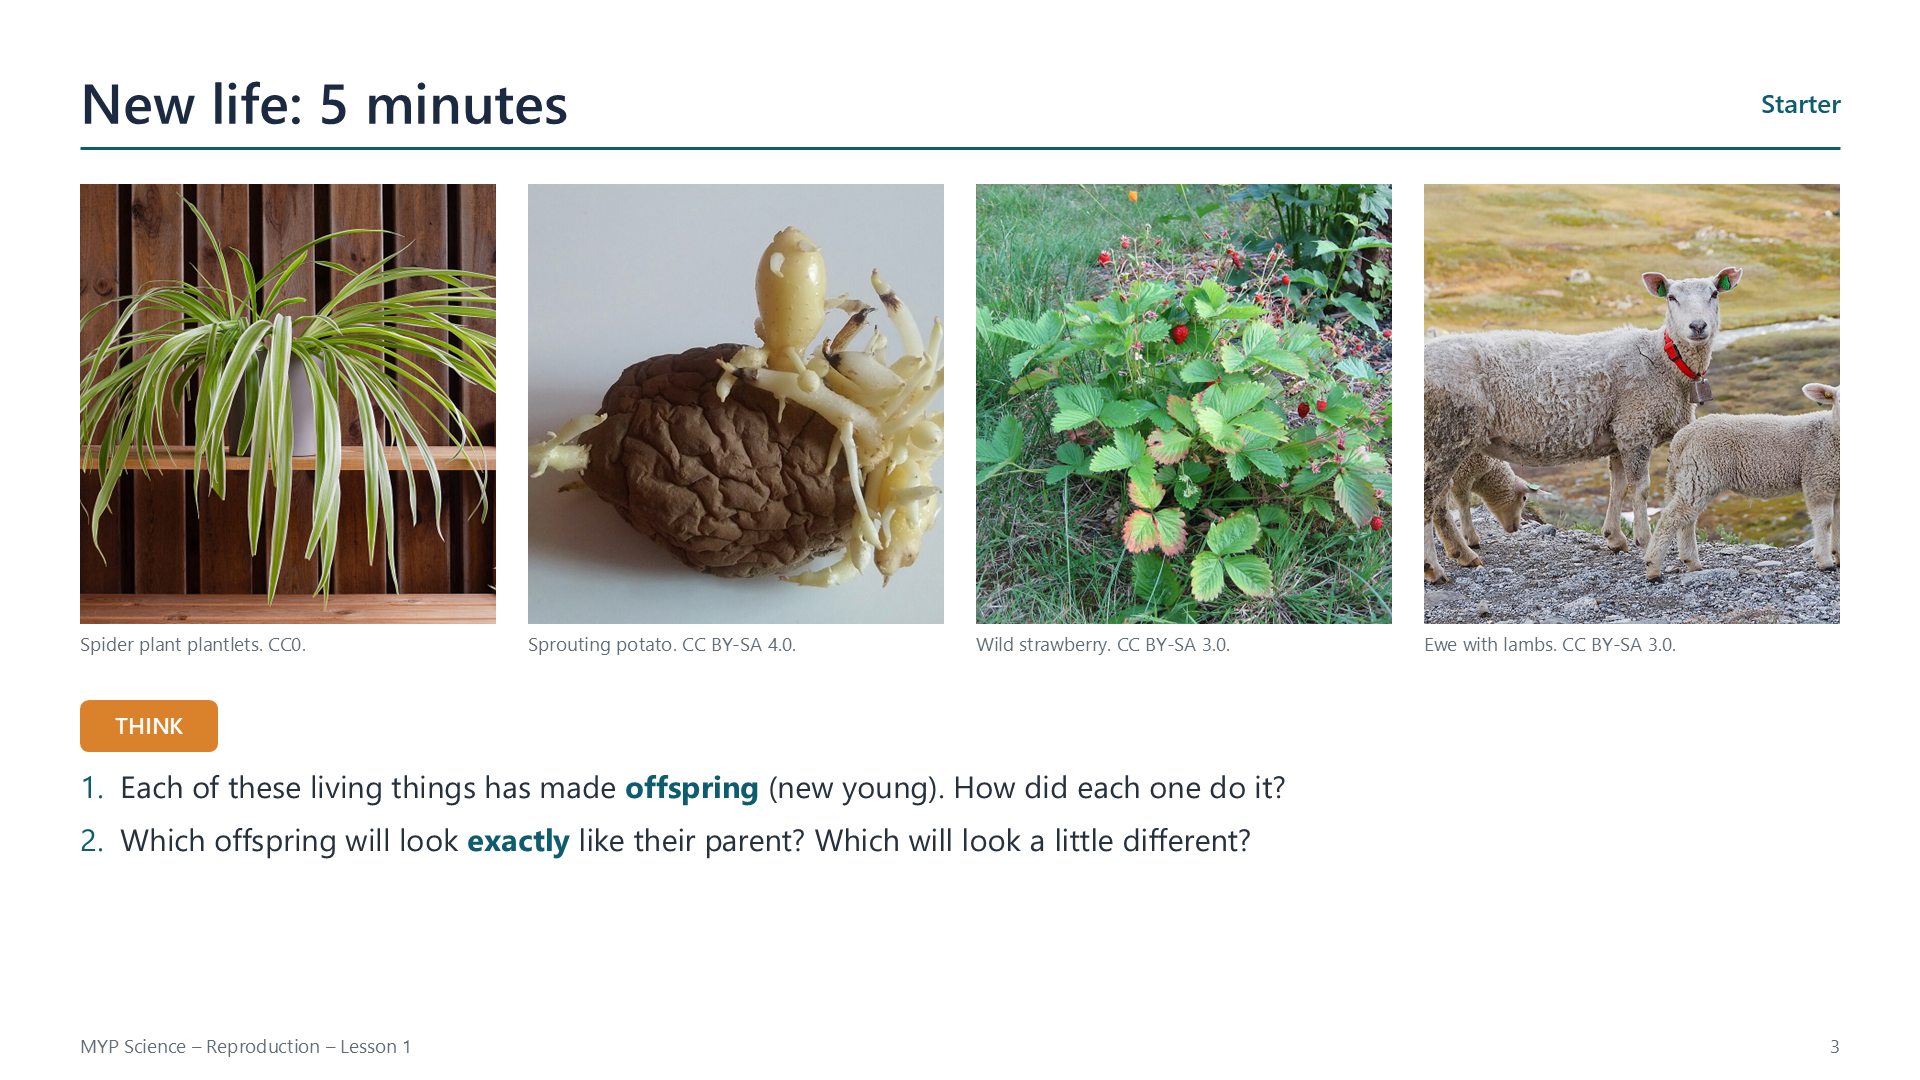 New life: 5 minutes
Starter
Spider plant plantlets. CC0.
Sprouting potato. CC BY-SA 4.0.
Wild strawberry. CC BY-SA 3.0.
Ewe with lambs. CC BY-SA 3.0.
THINK
1. Each of these living things has made offspring (new young). How did each one do it?
2. Which offspring will look exactly like their parent? Which will look a little different?
MYP Science – Reproduction – Lesson 1
3